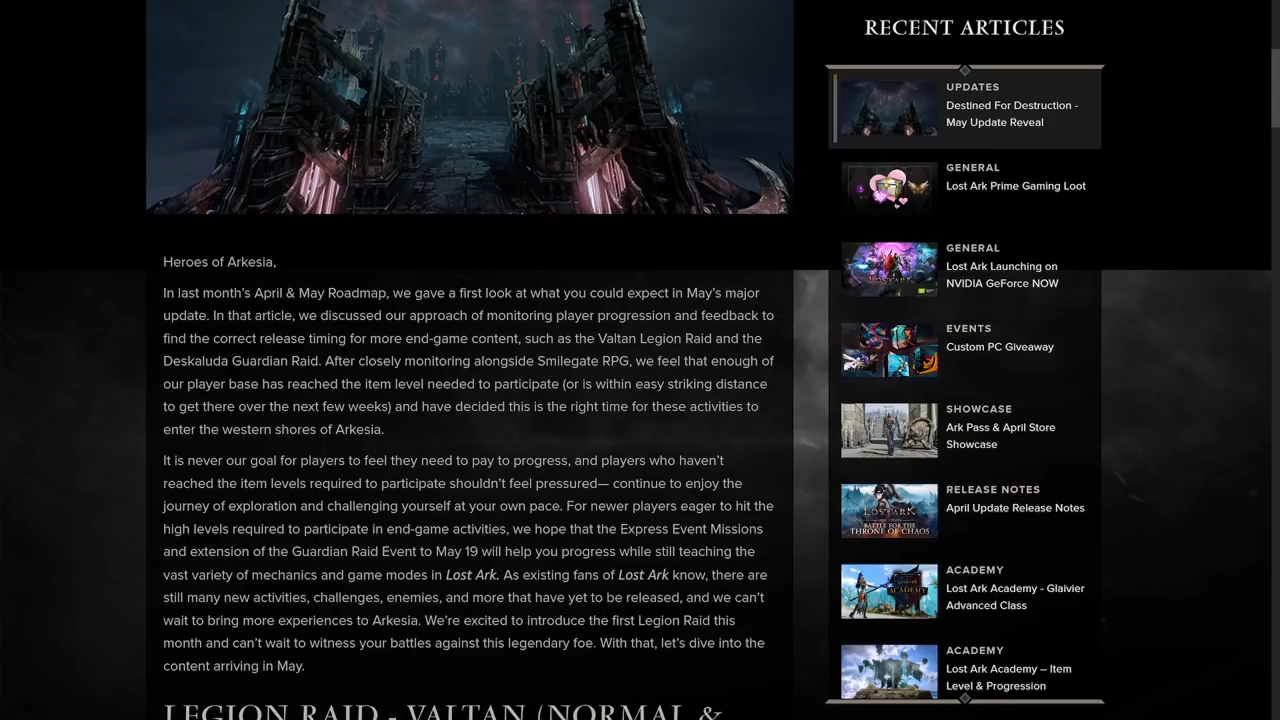 Heroes of Arkesia,
In last month's April & May Roadmap, we gave a first look at what you could expect in May's major
update. In that article, we discussed our approach of monitoring player progression and feedback to
find the correct release timing for more end-game content, such as the Valtan Legion Raid and the
Deskaluda Guardian Raid. After closely monitoring alongside Smilegate RPG, we feel that enough of
our player base has reached the item level needed to participate (or is within easy striking distance
to get there over the next few weeks) and have decided this is the right time for these activities to
enter the western shores of Arkesia.
It is never our goal for players to feel they need to pay to progress, and players who haven't
reached the item levels required to participate shouldn't feel pressured— continue to enjoy the
journey of exploration and challenging yourself at your own pace. For newer players eager to hit the
high levels required to participate in end-game activities, we hope that the Express Event Missions
and extension of the Guardian Raid Event to May 19 will help you progress while still teaching the
vast variety of mechanics and game modes in Lost Ark. As existing fans of Lost Ark know, there are
still many new activities, challenges, enemies, and more that have yet to be released, and we can't
wait to bring more experiences to Arkesia. We're excited to introduce the first Legion Raid this
month and can't wait to witness your battles against this legendary foe. With that, let's dive into the
content arriving in May.
LEGION RAID - VALTAN (NORMAL &
RECENT ARTICLES
UPDATES
Destined For Destruction -
May Update Reveal
GENERAL
Lost Ark Prime Gaming Loot
GENERAL
Lost Ark Launching on
NVIDIA GeForce NOW
LOST ARK
EVENTS
Custom PC Giveaway
SHOWCASE
Ark Pass & April Store
Showcase
RELEASE NOTES
April Update Release Notes
LOST ARK
BATTLE FOR THE
THRONE OF CHAOS
ACADEMY
Lost Ark Academy - Glaivier
Advanced Class
ACADEMY
ACADEMY
Lost Ark Academy – Item
Level & Progression